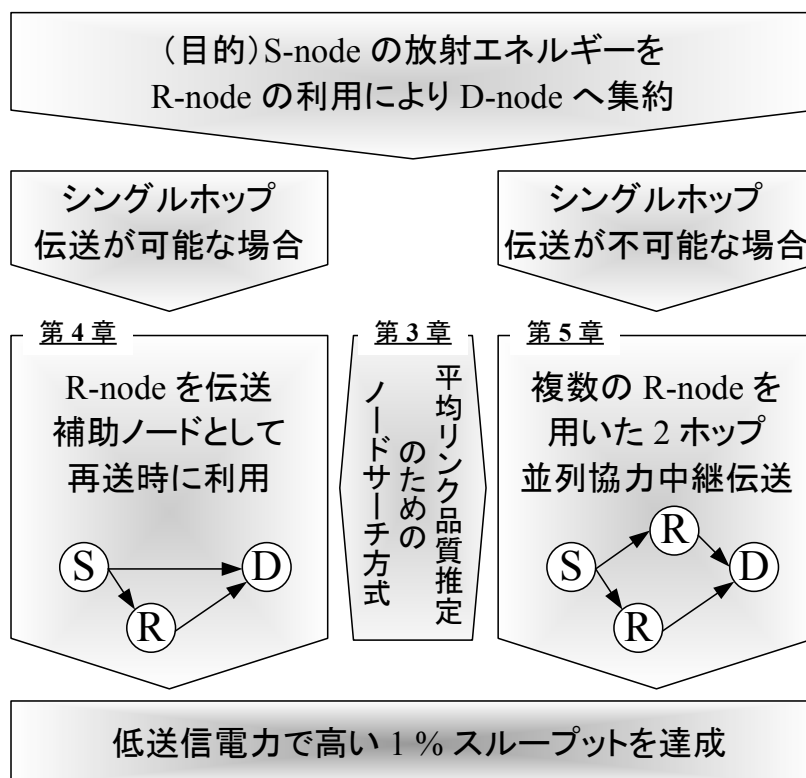 (目的)S-node の放射エネルギーを
R-node の利用により D-node へ集約
シングルホップ
伝送が可能な場合
シングルホップ
伝送が不可能な場合
第 4 章
R-node を伝送
補助ノードとして
再送時に利用
S
D
R
第 3 章
平均リンク品質推定
のための
ノードサーチ方式
第 5 章
複数の R-node を
用いた 2 ホップ
並列協力中継伝送
R
S
D
R
低送信電力で高い 1 % スループットを達成